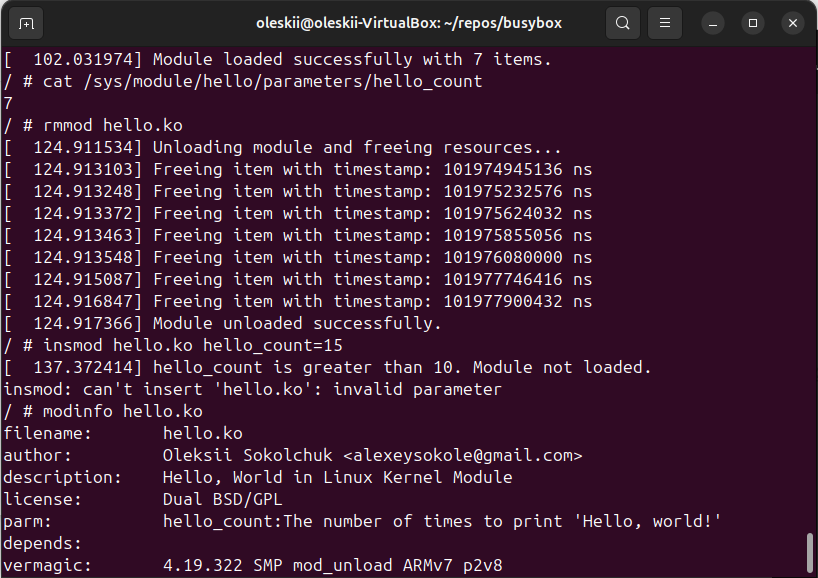 oleskii@oleskii-VirtualBox: ~/repos/busybox
[  102.031974] Module loaded successfully with 7 items.
/ # cat /sys/module/hello/parameters/hello_count
7
/ # rmmod hello.ko
[  124.911534] Unloading module and freeing resources...
[  124.913103] Freeing item with timestamp: 101974945136 ns
[  124.913248] Freeing item with timestamp: 101975232576 ns
[  124.913372] Freeing item with timestamp: 101975624032 ns
[  124.913463] Freeing item with timestamp: 101975855056 ns
[  124.913548] Freeing item with timestamp: 101976080000 ns
[  124.915087] Freeing item with timestamp: 101977746416 ns
[  124.916847] Freeing item with timestamp: 101977900432 ns
[  124.917366] Module unloaded successfully.
/ # insmod hello.ko hello_count=15
[  137.372414] hello_count is greater than 10. Module not loaded.
insmod: can't insert 'hello.ko': invalid parameter
/ # modinfo hello.ko
filename:       hello.ko
author:         Oleksii Sokolchuk <alexeysokole@gmail.com>
description:    Hello, World in Linux Kernel Module
license:        Dual BSD/GPL
parm:           hello_count:The number of times to print 'Hello, world!'
depends:
vermagic:       4.19.322 SMP mod_unload ARMv7 p2v8